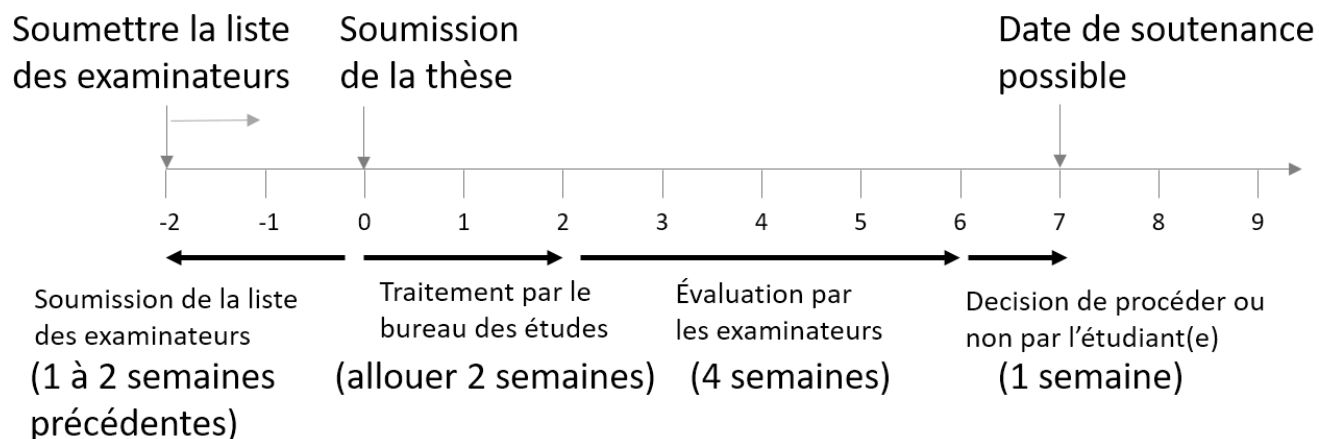 Soumettre la liste
des examinateurs
Soumission
de la thèse
Date de soutenance
possible
-2 -1 0 1 2 3 4 5 6 7 8 9
Soumission de la liste
des examinateurs
(1 à 2 semaines
précédentes)
Traitement par le
bureau des études
(allouer 2 semaines)
Évaluation par
les examinateurs
(4 semaines)
Decision de procéder ou
non par l’étudiant(e)
(1 semaine)